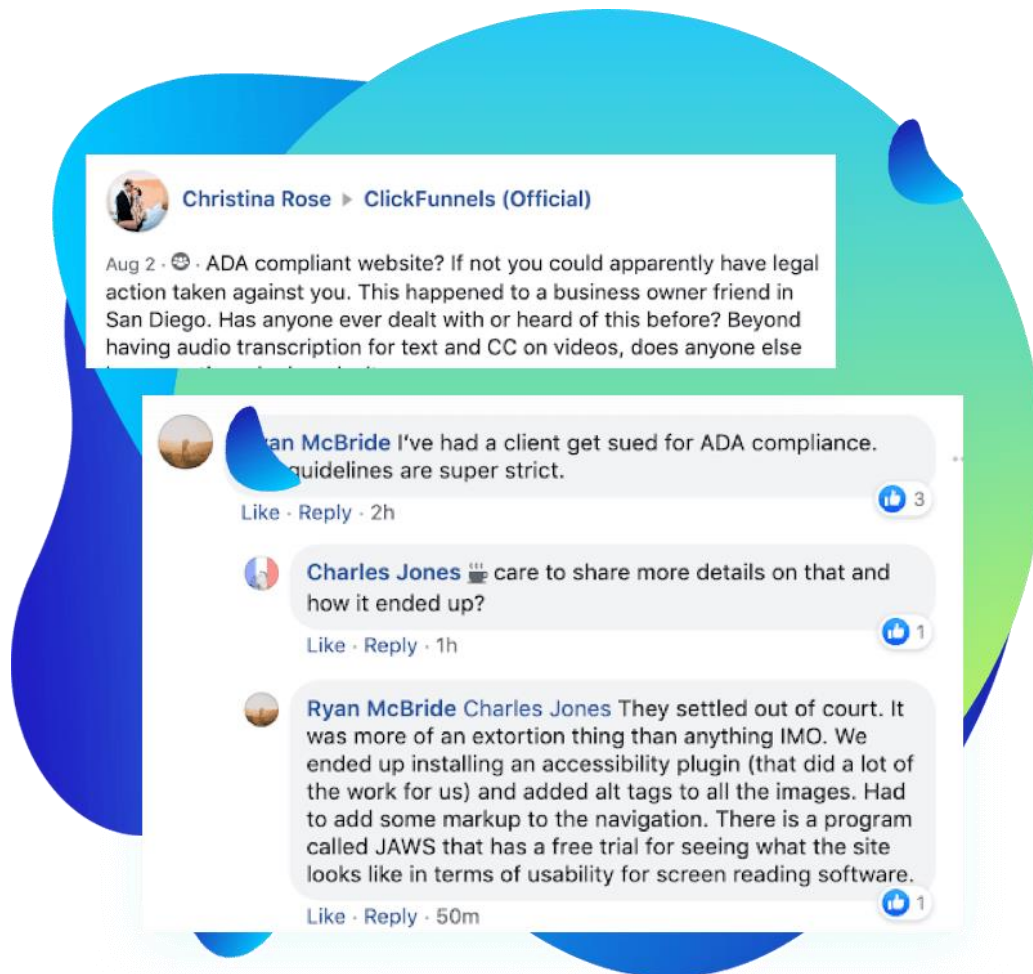 Christina Rose ▸ ClickFunnels (Official)
Aug 2 · · ADA compliant website? If not you could apparently have legal
action taken against you. This happened to a business owner friend in
San Diego. Has anyone ever dealt with or heard of this before? Beyond
having audio transcription for text and CC on videos, does anyone else
McBride I've had a client get sued for ADA compliance.
guidelines are super strict.
3
Like · Reply · 2h
Charles Jones ☕ care to share more details on that and
how it ended up?
1
Like · Reply · 1h
Ryan McBride Charles Jones They settled out of court. It
was more of an extortion thing than anything IMO. We
ended up installing an accessibility plugin (that did a lot of
the work for us) and added alt tags to all the images. Had
to add some markup to the navigation. There is a program
called JAWS that has a free trial for seeing what the site
looks like in terms of usability for screen reading software.
1
Like · Reply · 50m